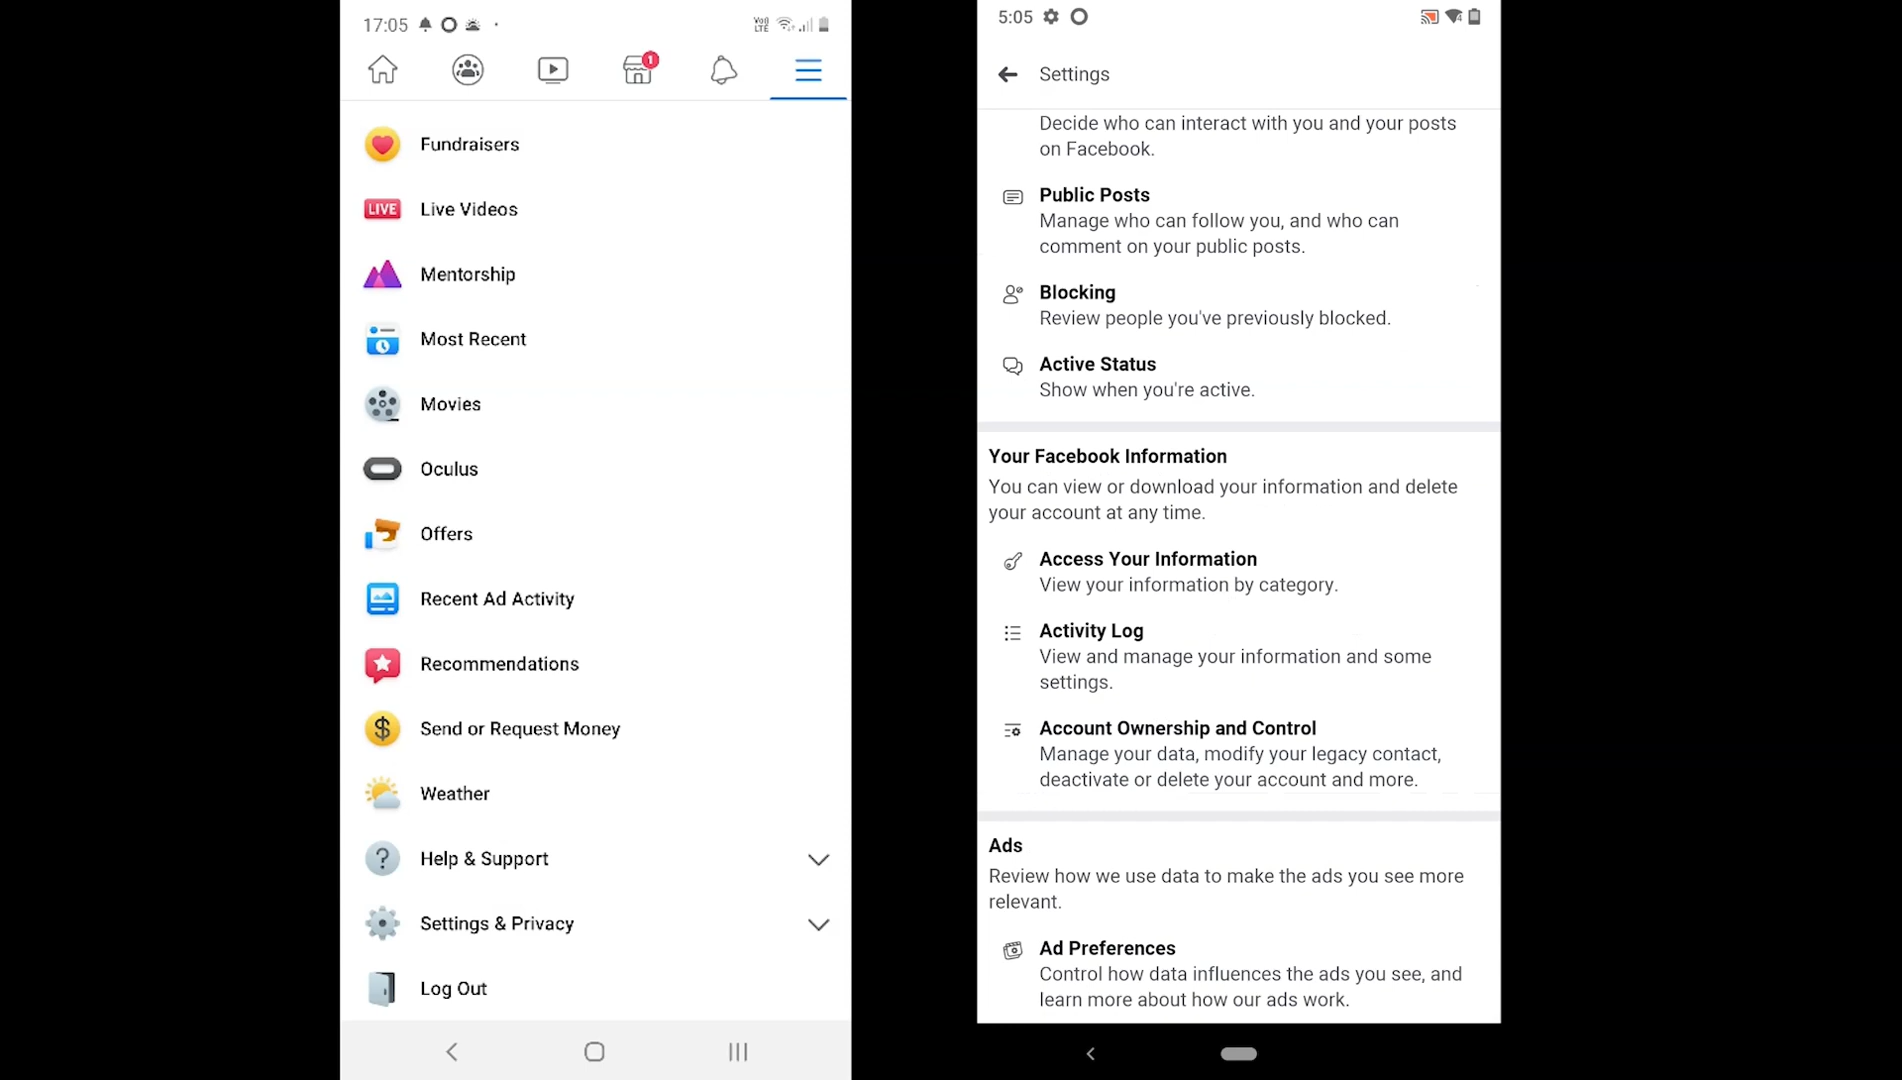 17:05
Vo) LTE
1
Fundraisers
LIVE
Live Videos
Mentorship
Most Recent
Movies
Oculus
Offers
Recent Ad Activity
Recommendations
$
Send or Request Money
Weather
?
Help & Support
Settings & Privacy
Log Out
5:05
Settings
Decide who can interact with you and your posts
on Facebook.
Public Posts
Manage who can follow you, and who can
comment on your public posts.
Blocking
Review people you've previously blocked.
Active Status
Show when you're active.
Your Facebook Information
You can view or download your information and delete
your account at any time.
Access Your Information
View your information by category.
Activity Log
View and manage your information and some
settings.
Account Ownership and Control
Manage your data, modify your legacy contact,
deactivate or delete your account and more.
Ads
Review how we use data to make the ads you see more
relevant.
Ad Preferences
Control how data influences the ads you see, and
learn more about how our ads work.